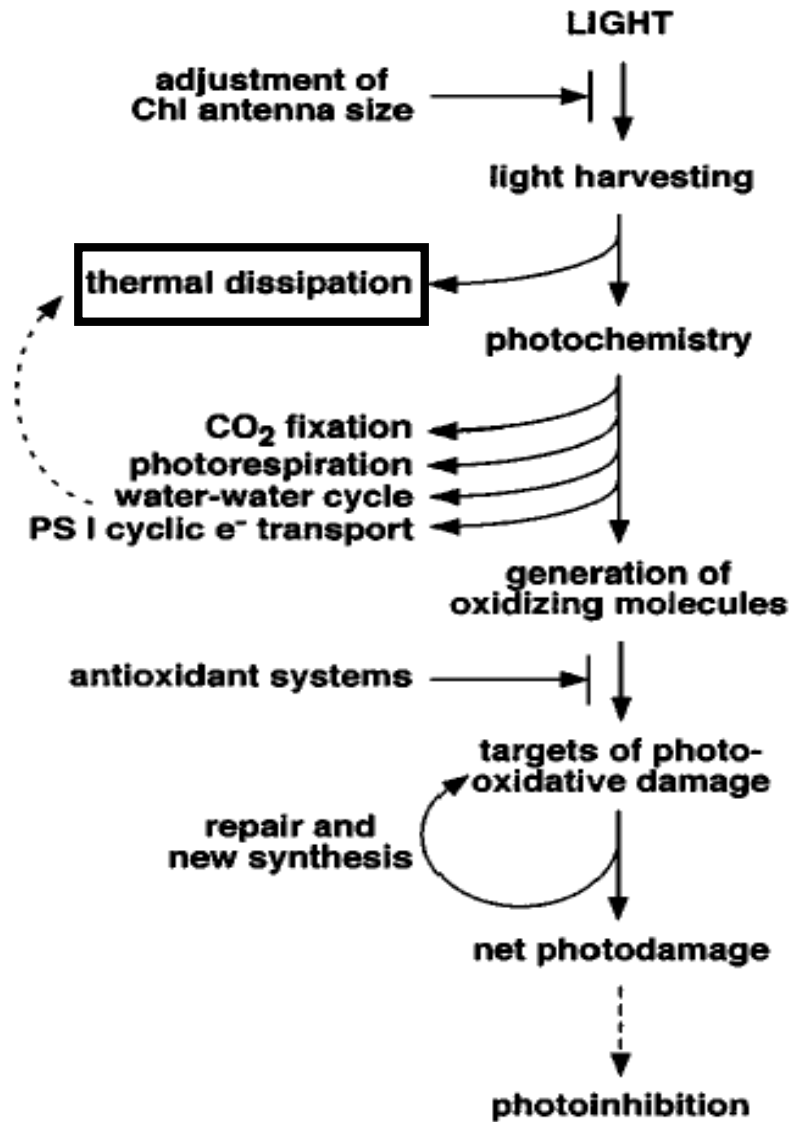 LIGHT
adjustment of
Chl antenna size
light harvesting
thermal dissipation
photochemistry
CO₂ fixation
photorespiration
water-water cycle
PS I cyclic e⁻ transport
generation of
oxidizing molecules
antioxidant systems
targets of photo-
oxidative damage
repair and
new synthesis
net photodamage
photoinhibition